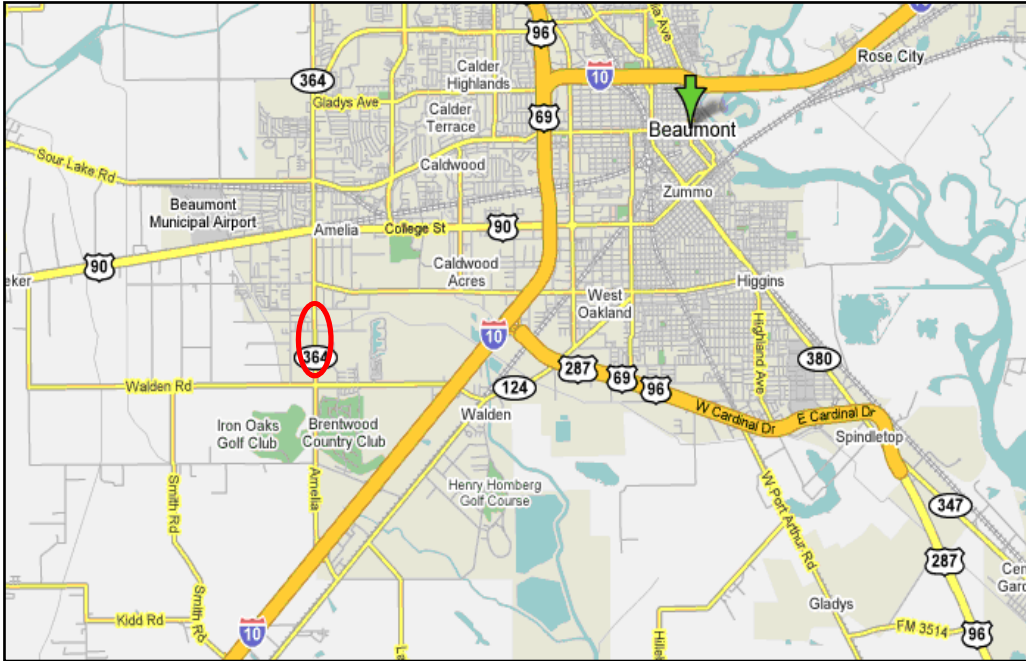 96
364
Calder
Highlands
10
Rose City
Gladys Ave
Calder
Terrace
69
Beaumont
Sour Lake Rd
Caldwood
Zummo
Beaumont
Municipal Airport
Amelia
College St
90
90
Caldwood
Acres
Higgins
West
Oakland
10
Highland Ave
364
380
287
69
96
Walden Rd
124
Walden
W Cardinal Dr
E Cardinal Dr
Spindletop
Iron Oaks
Golf Club
Brentwood
Country Club
Amelia
Smith Rd
Henry Homberg
Golf Course
W Port Arthur Rd
347
287
Smith Rd
Gladys
Kidd Rd
10
FM 3514
96